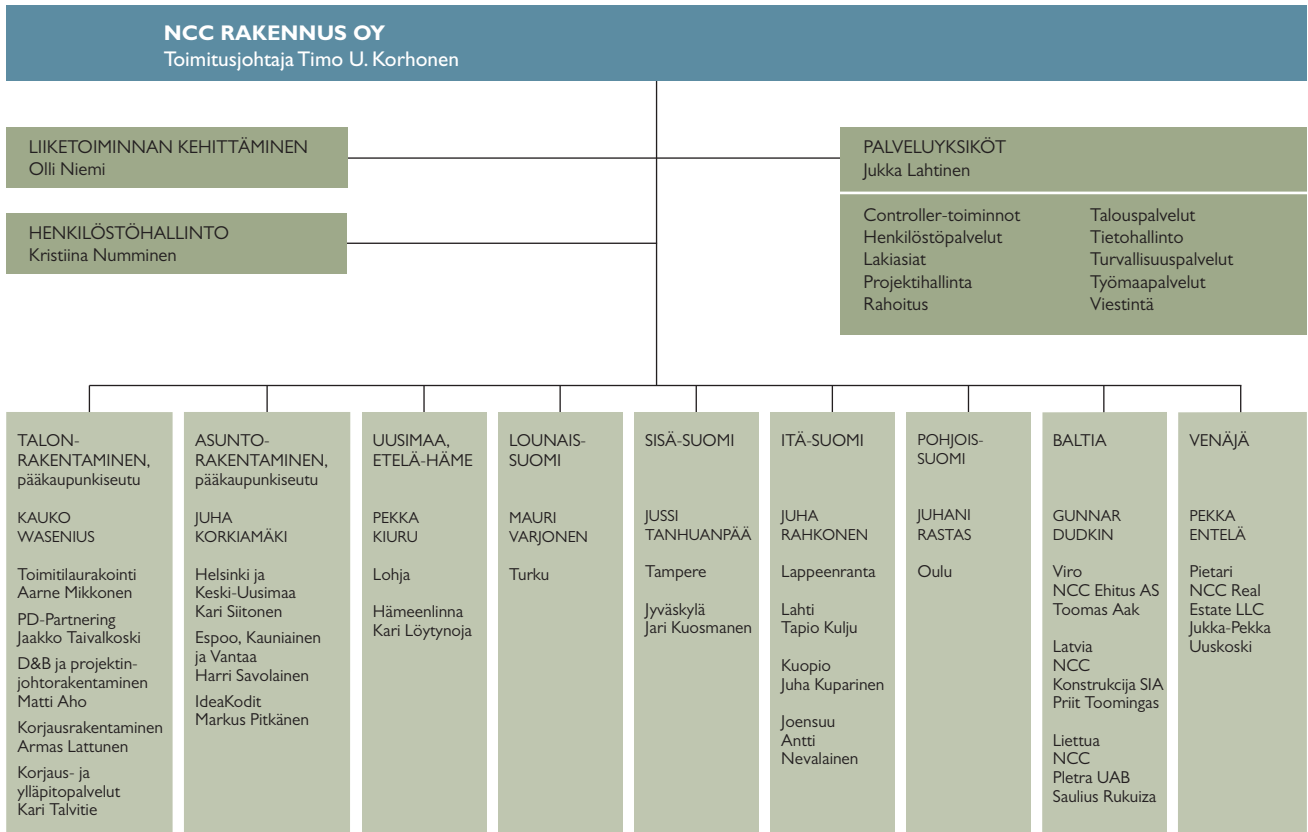 NCC RAKENNUS OY
Toimitusjohtaja Timo U. Korhonen
LIIKETOIMINNAN KEHITTÄMINEN
Olli Niemi
HENKILÖSTÖHALLINTO
Kristiina Numminen
PALVELUYKSIKÖT
Jukka Lahtinen
Controller-toiminnot
Henkilöstöpalvelut
Lakiasiat
Projektihallinta
Rahoitus
Talouspalvelut
Tietohallinto
Turvallisuuspalvelut
Työmaapalvelut
Viestintä
TALON-
RAKENTAMINEN,
pääkaupunkiseutu
KAUKO
WASENIUS
Toimitilaurakointi
Aarne Mikkonen
PD-Partnering
Jaakko Taivalkoski
D&B ja projektin-
johtorakentaminen
Matti Aho
Korjausrakentaminen
Armas Lattunen
Korjaus- ja
ylläpitopalvelut
Kari Talvitie
ASUNTO-
RAKENTAMINEN,
pääkaupunkiseutu
JUHA
KORKIAMÄKI
Helsinki ja
Keski-Uusimaa
Kari Siitonen
Espoo, Kauniainen
ja Vantaa
Harri Savolainen
IdeaKodit
Markus Pitkänen
UUSIMAA,
ETELÄ-HÄME
PEKKA
KIURU
Lohja
Hämeenlinna
Kari Löytynoja
LOUNAIS-
SUOMI
MAURI
VARJONEN
Turku
SISÄ-SUOMI
JUSSI
TANHUANPÄÄ
Tampere
Jyväskylä
Jari Kuosmanen
ITÄ-SUOMI
JUHA
RAHKONEN
Lappeenranta
Lahti
Tapio Kulju
Kuopio
Juha Kuparinen
Joensuu
Antti
Nevalainen
POHJOIS-
SUOMI
JUHANI
RASTAS
Oulu
BALTIA
GUNNAR
DUDKIN
Viro
NCC Ehitus AS
Toomas Aak
Latvia
NCC
Konstrukcija SIA
Priit Toomingas
Liettua
NCC
Pletra UAB
Saulius Rukuiza
VENÄJÄ
PEKKA
ENTELÄ
Pietari
NCC Real
Estate LLC
Jukka-Pekka
Uuskoski